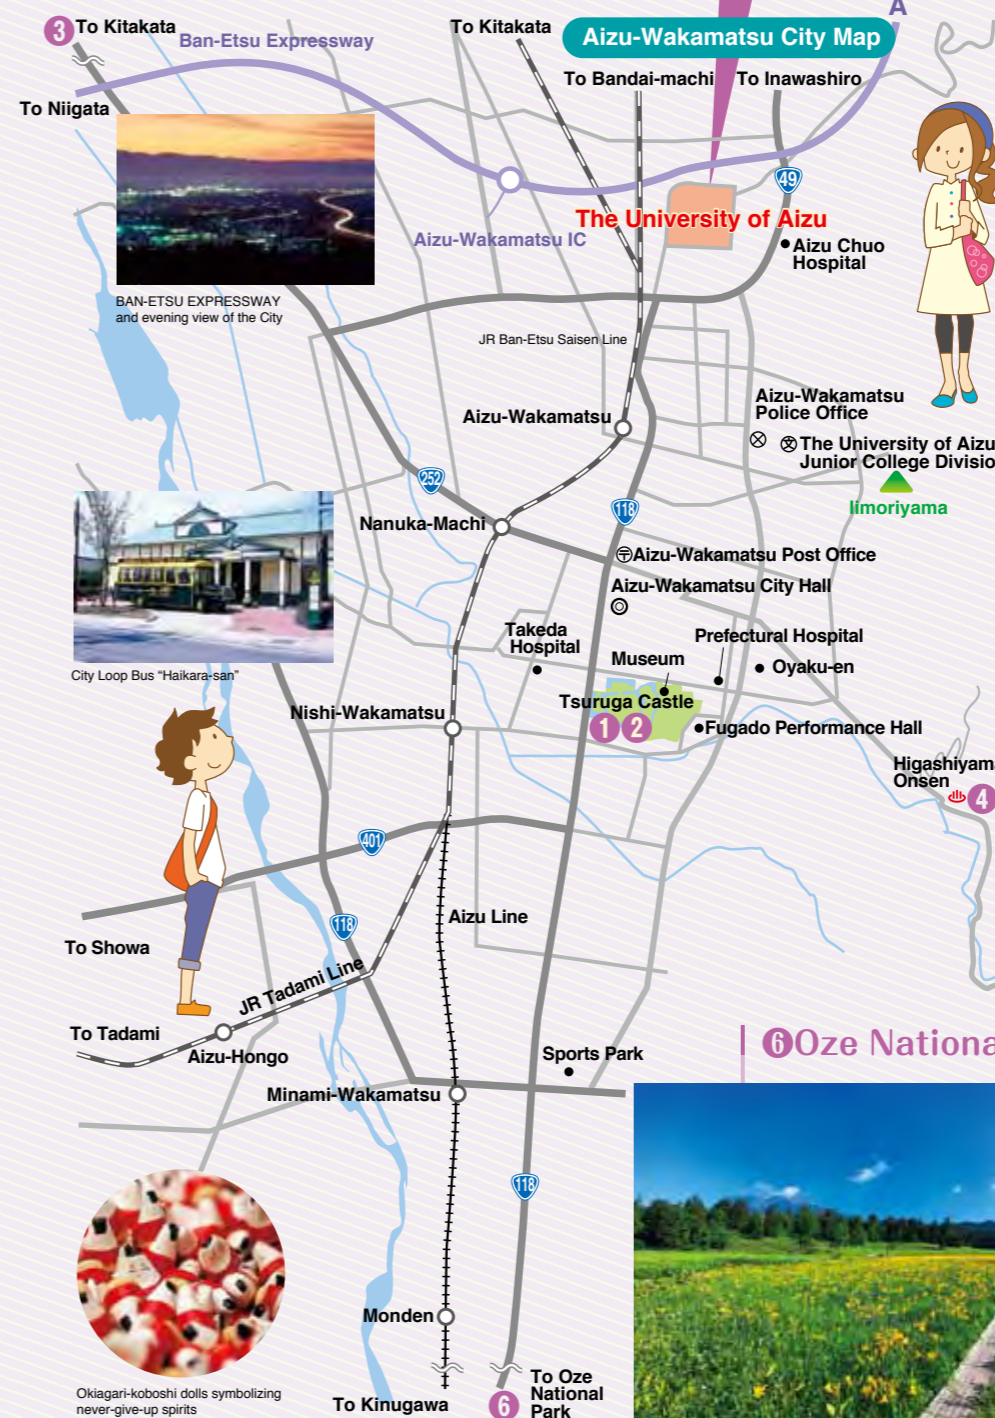 A
3 To Kitakata
To Kitakata
Aizu-Wakamatsu City Map
Ban-Etsu Expressway
To Bandai-machi
To Inawashiro
To Niigata
49
The University of Aizu
Aizu-Wakamatsu IC
Aizu Chuo
Hospital
BAN-ETSU EXPRESSWAY
and evening view of the City
JR Ban-Etsu Saisen Line
Aizu-Wakamatsu
Aizu-Wakamatsu
Police Office
文 The University of Aizu
Junior College Divisio
Iimoriyama
252
118
Nanuka-Machi
〒 Aizu-Wakamatsu Post Office
Aizu-Wakamatsu City Hall
Takeda
Hospital
Museum
Prefectural Hospital
Oyaku-en
City Loop Bus “Haikara-san”
Tsuruga Castle
1 2
Nishi-Wakamatsu
Fugado Performance Hall
Higashiyam
Onsen
4
401
118
Aizu Line
To Showa
JR Tadami Line
To Tadami
Aizu-Hongo
Sports Park
6 Oze Nationa
Minami-Wakamatsu
118
Monden
Okiagari-koboshi dolls symbolizing
never-give-up spirits
To Kinugawa
6
To Oze
National
Park